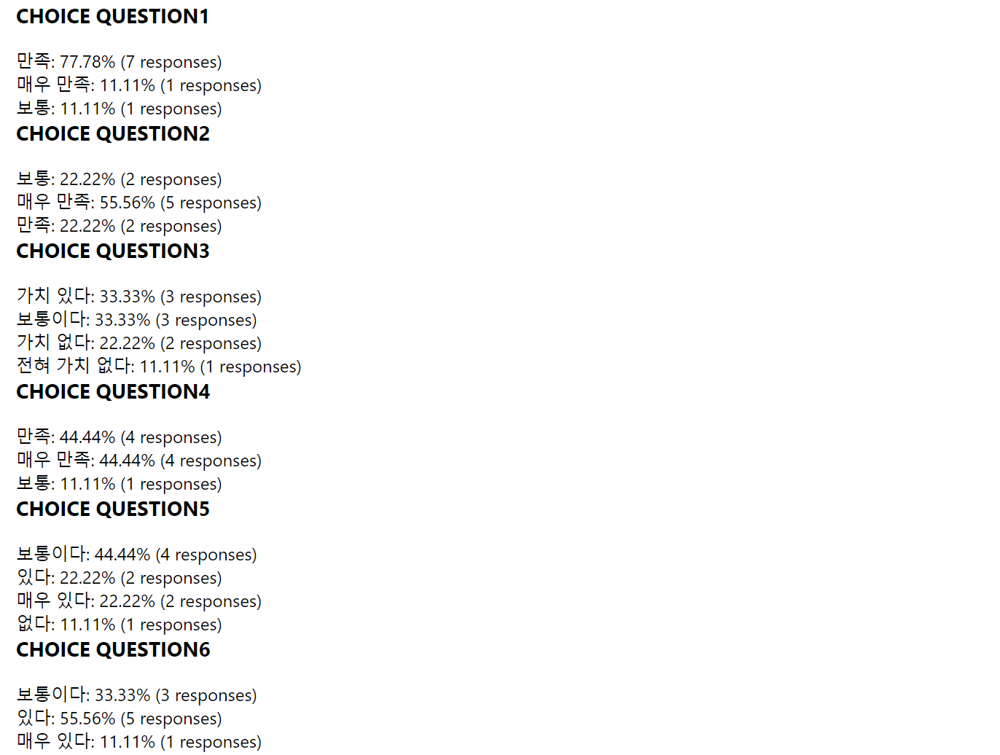 CHOICE QUESTION1
만족: 77.78% (7 responses)
매우 만족: 11.11% (1 responses)
보통: 11.11% (1 responses)
CHOICE QUESTION2
보통: 22.22% (2 responses)
매우 만족: 55.56% (5 responses)
만족: 22.22% (2 responses)
CHOICE QUESTION3
가치 있다: 33.33% (3 responses)
보통이다: 33.33% (3 responses)
가치 없다: 22.22% (2 responses)
전혀 가치 없다: 11.11% (1 responses)
CHOICE QUESTION4
만족: 44.44% (4 responses)
매우 만족: 44.44% (4 responses)
보통: 11.11% (1 responses)
CHOICE QUESTION5
보통이다: 44.44% (4 responses)
있다: 22.22% (2 responses)
매우 있다: 22.22% (2 responses)
없다: 11.11% (1 responses)
CHOICE QUESTION6
보통이다: 33.33% (3 responses)
있다: 55.56% (5 responses)
매우 있다: 11.11% (1 responses)